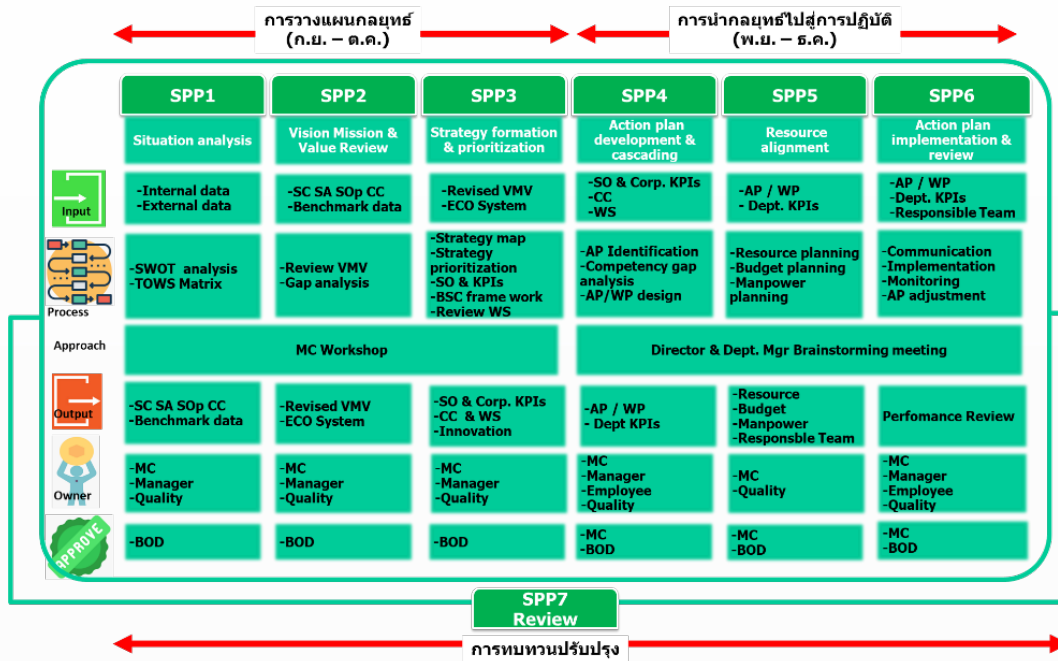 การวางแผนกลยุทธ์
(ก.ย. – ต.ค.)
การนำกลยุทธ์ไปสู่การปฏิบัติ
(พ.ย. – ธ.ค.)
SPP1
SPP2
SPP3
SPP4
SPP5
SPP6
Situation analysis
Vision Mission &
Value Review
Strategy formation
& prioritization
Action plan
development &
cascading
Resource
alignment
Action plan
implementation &
review
Input
-Internal data
-External data
-SC SA SOp CC
-Benchmark data
-Revised VMV
-ECO System
-SO & Corp. KPIs
-CC
-WS
-AP / WP
- Dept. KPIs
-AP / WP
-Dept. KPIs
-Responsible Team
Process
-SWOT analysis
-TOWS Matrix
-Review VMV
-Gap analysis
-Strategy map
-Strategy
prioritization
-SO & KPIs
-BSC frame work
-Review WS
-AP Identification
-Competency gap
analysis
-AP/WP design
-Resource planning
-Budget planning
-Manpower
planning
-Communication
-Implementation
-Monitoring
-AP adjustment
Approach
MC Workshop
Director & Dept. Mgr Brainstorming meeting
Output
-SC SA SOp CC
-Benchmark data
-Revised VMV
-ECO System
-SO & Corp. KPIs
-CC & WS
-Innovation
-AP / WP
- Dept KPIs
-Resource
-Budget
-Manpower
-Responsble Team
Perfomance Review
Owner
-MC
-Manager
-Quality
-MC
-Manager
-Quality
-MC
-Manager
-Quality
-MC
-Manager
-Employee
-Quality
-MC
-Quality
-MC
-Manager
-Employee
-Quality
APPROVE
-BOD
-BOD
-BOD
-MC
-BOD
-MC
-BOD
-MC
-BOD
SPP7
Review
การทบทวนปรับปรุง